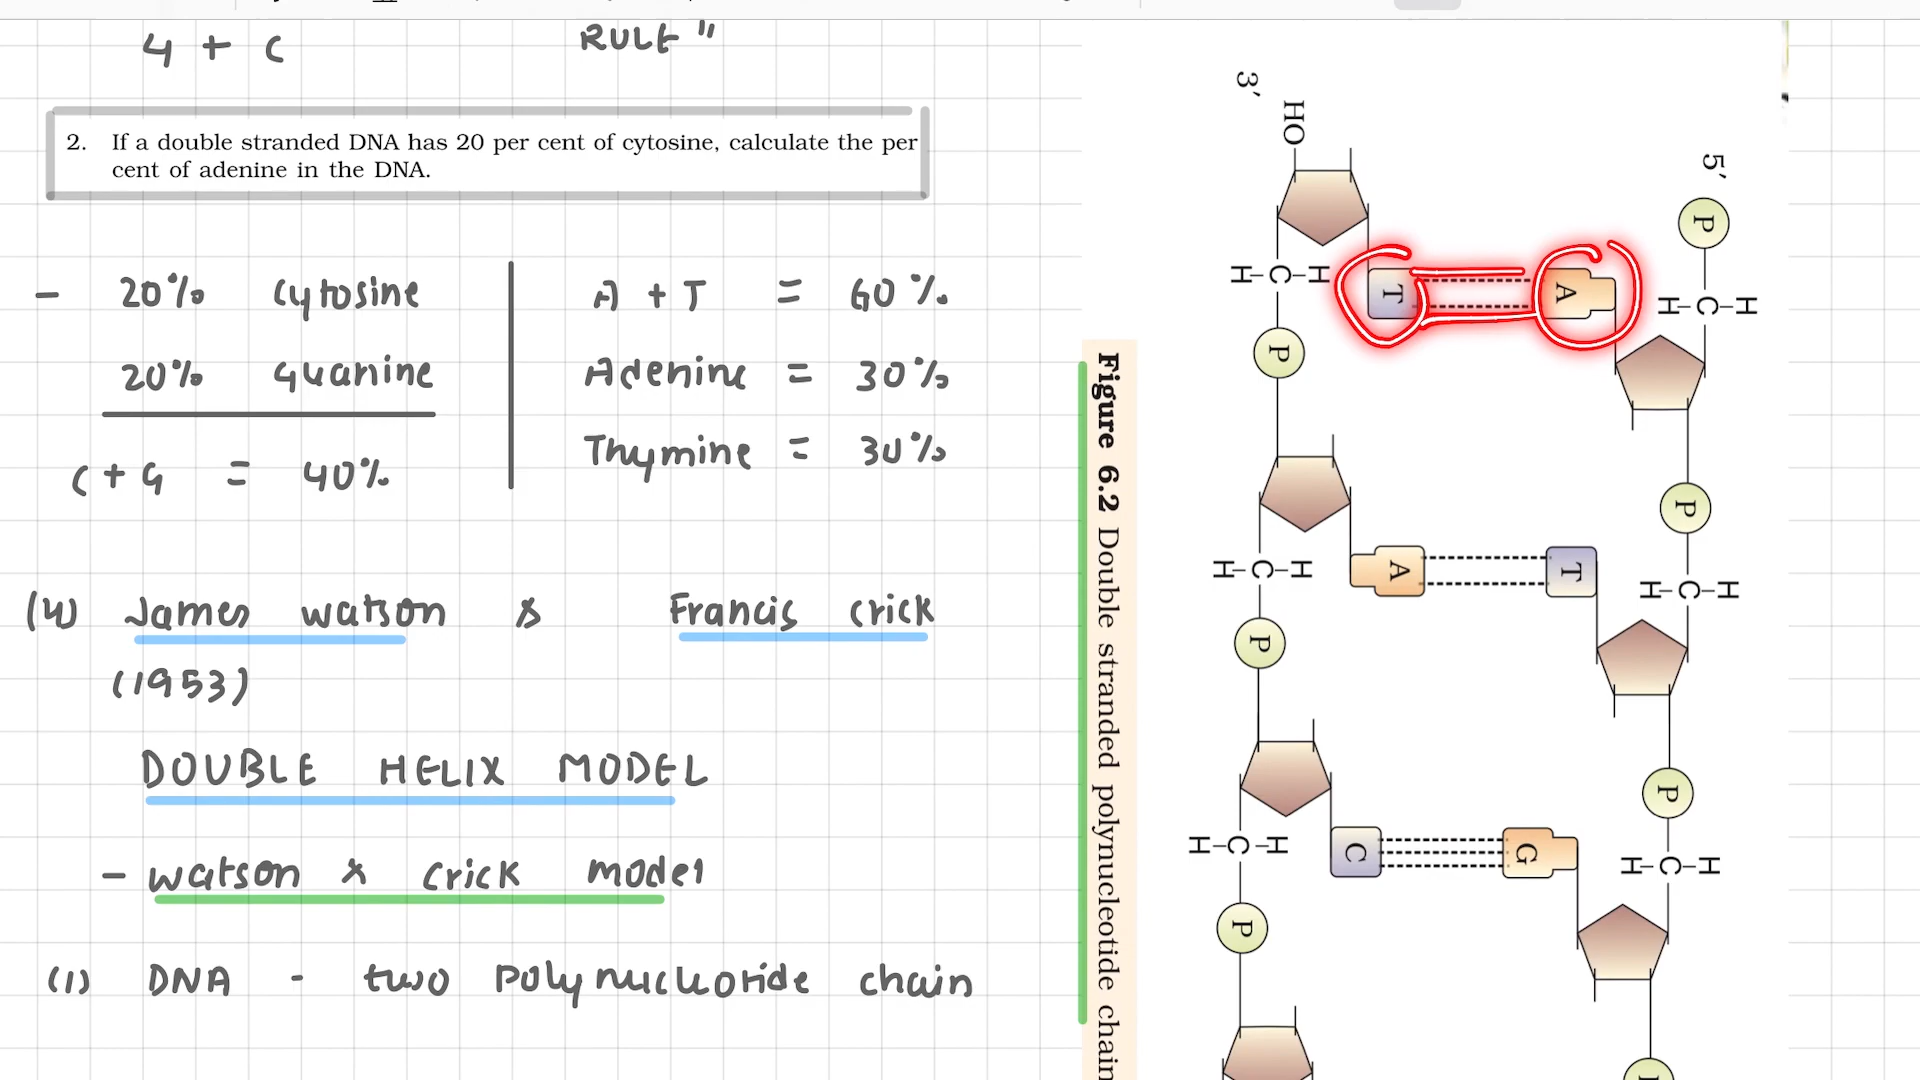 G + C RULE "
2. If a double stranded DNA has 20 per cent of cytosine, calculate the per
cent of adenine in the DNA.
- 20% cytosine
20% Guanine
C + G = 40%
A + T = 60%
Adenine = 30%
Thymine = 30%
(4) James watson & Francis crick
(1953)
DOUBLE HELIX MODEL
- watson & crick model
(1) DNA - two polynucleotide chain
Figure 6.2 Double stranded polynucleotide chain
3'
HO
5'
P
H-C-H
T A
H-C-H
P
P
H-C-H
A T
H-C-H
P
P
H-C-H
C G
H-C-H
P
P